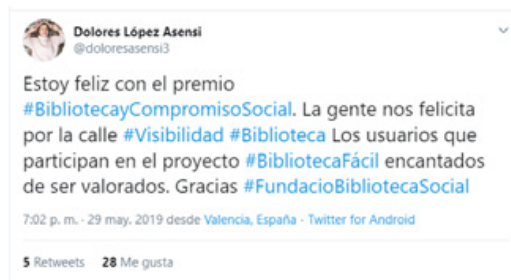 Dolores López Asensi
@doloresasensi3
Estoy feliz con el premio
#BibliotecayCompromisoSocial. La gente nos felicita
por la calle #Visibilidad #Biblioteca Los usuarios que
participan en el proyecto #BibliotecaFácil encantados
de ser valorados. Gracias #FundacioBibliotecaSocial
7:02 p. m. · 29 may. 2019 desde Valencia, España · Twitter for Android
5 Retweets 28 Me gusta